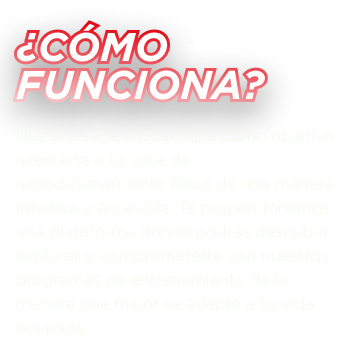 ¿CÓMO
FUNCIONA?
objetivo
acercarte a tu viaje de
acondicionamiento físico de una manera
intuitiva y accesible. Te proporcionamos
una plataforma donde podrás descubrir,
explorar y comprometerte con nuestros
programas de entrenamiento de la
manera que mejor se adapte a tu vida
ocupada.